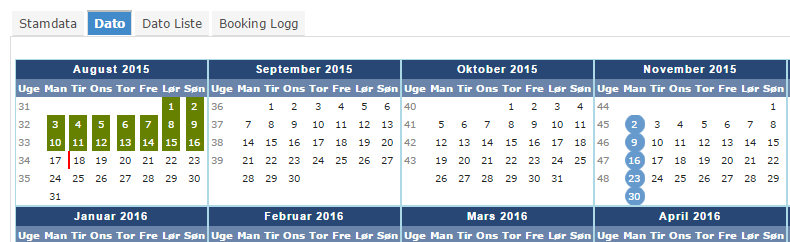 Stamdata Dato Dato Liste Booking Logg
August 2015 September 2015 Oktober 2015 November 2015
Uge Man Tir Ons Tor Fre Lør Søn Uge Man Tir Ons Tor Fre Lør Søn Uge Man Tir Ons Tor Fre Lør Søn Uge Man Tir Ons Tor Fre Lør Søn
31 1 2 36 1 2 3 4 5 6 40 1 2 3 4 44 1
32 3 4 5 6 7 8 9 37 7 8 9 10 11 12 13 41 5 6 7 8 9 10 11 45 2 3 4 5 6 7 8
33 10 11 12 13 14 15 16 38 14 15 16 17 18 19 20 42 12 13 14 15 16 17 18 46 9 10 11 12 13 14 15
34 17 18 19 20 21 22 23 39 21 22 23 24 25 26 27 43 19 20 21 22 23 24 25 47 16 17 18 19 20 21 22
35 24 25 26 27 28 29 30 28 29 30 26 27 28 29 30 31 48 23 24 25 26 27 28 29
31 30
Januar 2016 Februar 2016 Mars 2016 April 2016
Uge Man Tir Ons Tor Fre Lør Søn Uge Man Tir Ons Tor Fre Lør Søn Uge Man Tir Ons Tor Fre Lør Søn Uge Man Tir Ons Tor Fre Lør Søn